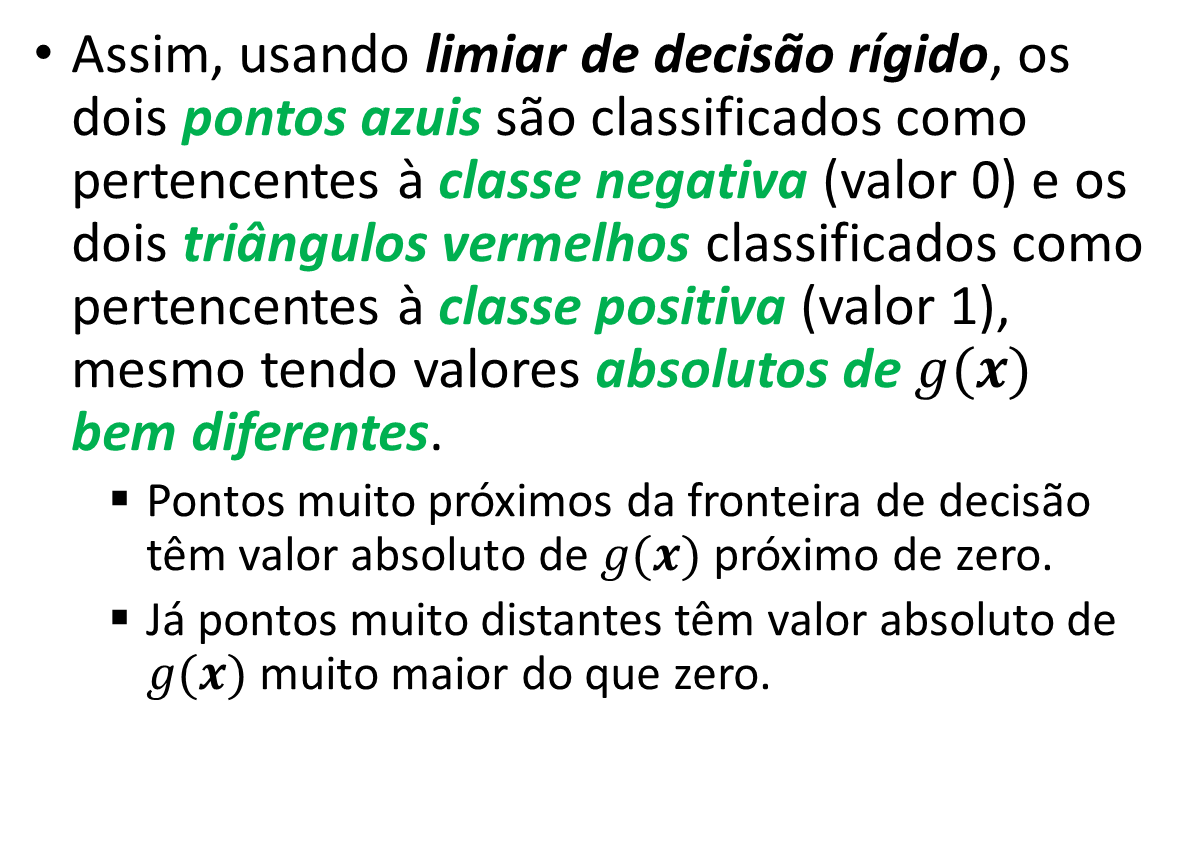 • Assim, usando limiar de decisão rígido, os
dois pontos azuis são classificados como
pertencentes à classe negativa (valor 0) e os
dois triângulos vermelhos classificados como
pertencentes à classe positiva (valor 1),
mesmo tendo valores absolutos de g(x)
bem diferentes.
▪ Pontos muito próximos da fronteira de decisão
têm valor absoluto de g(x) próximo de zero.
▪ Já pontos muito distantes têm valor absoluto de
g(x) muito maior do que zero.